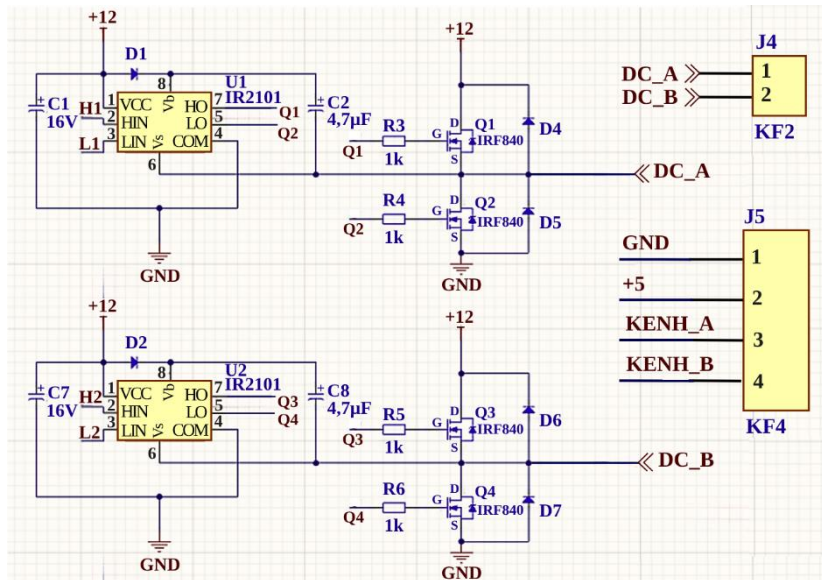 +12
D1
U1
IR2101
8
C1
16V
H1
L1
1 VCC
2 HIN
3 LIN
Vb
Vs
HO 7
LO 5
COM 4
6
Q1
Q2
C2
4,7µF
GND
+12
R3
Q1
1k
D
G
S
Q1
IRF840
D4
DC_A
R4
Q2
1k
D
G
S
Q2
IRF840
D5
GND
J4
DC_A 1
DC_B 2
KF2
J5
GND 1
+5 2
KENH_A 3
KENH_B 4
KF4
+12
D2
U2
IR2101
8
C7
16V
H2
L2
1 VCC
2 HIN
3 LIN
Vb
Vs
HO 7
LO 5
COM 4
6
Q3
Q4
C8
4,7µF
GND
+12
R5
Q3
1k
D
G
S
Q3
IRF840
D6
DC_B
R6
Q4
1k
D
G
S
Q4
IRF840
D7
GND